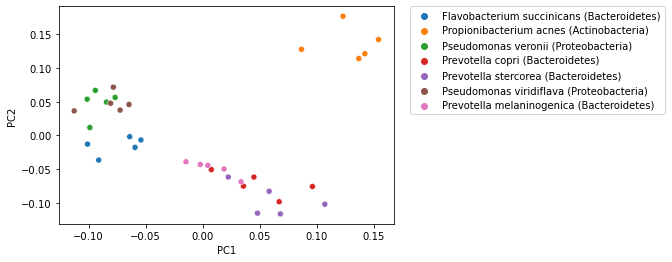 Flavobacterium succinicans (Bacteroidetes)
Propionibacterium acnes (Actinobacteria)
Pseudomonas veronii (Proteobacteria)
Prevotella copri (Bacteroidetes)
Prevotella stercorea (Bacteroidetes)
Pseudomonas viridiflava (Proteobacteria)
Prevotella melaninogenica (Bacteroidetes)
0.15
0.10
0.05
0.00
−0.05
−0.10
PC2
−0.10 −0.05 0.00 0.05 0.10 0.15
PC1